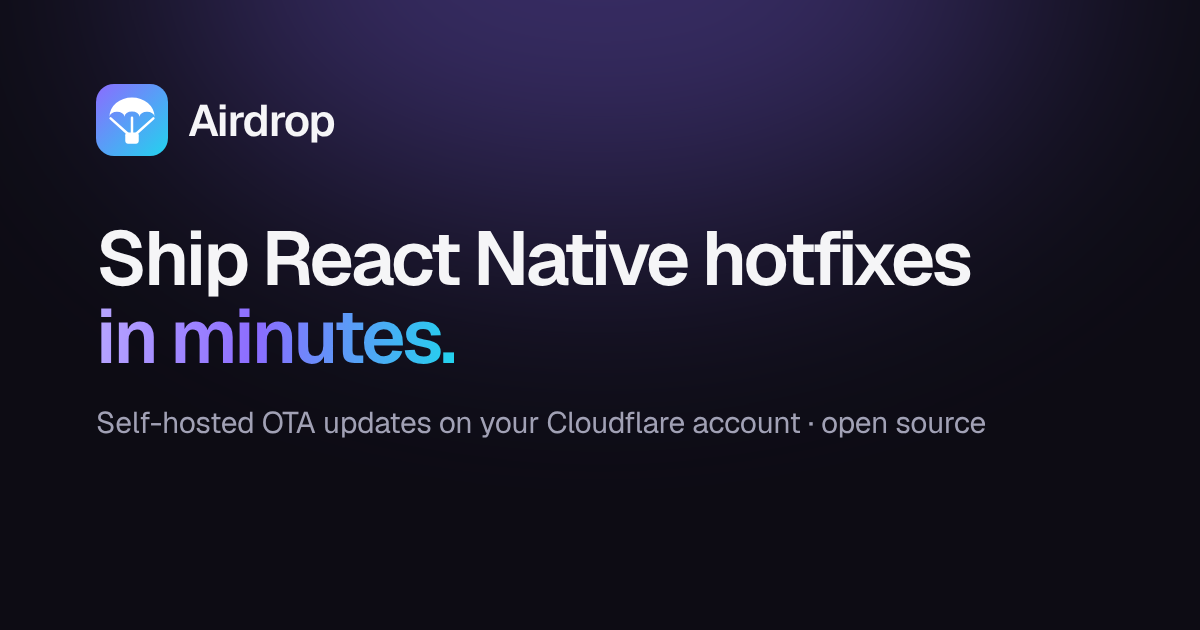 Airdrop
Ship React Native hotfixes
in minutes.
Self-hosted OTA updates on your Cloudflare account · open source